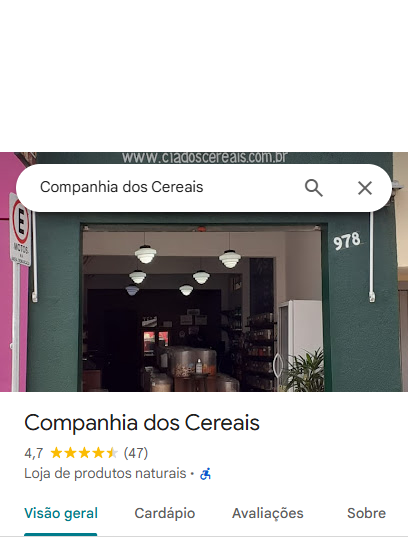 www.ciadoscereais.com.br
Companhia dos Cereais
E
MOTOS
978
Companhia dos Cereais
4,7 (47)
Loja de produtos naturais •
Visão geral Cardápio Avaliações Sobre